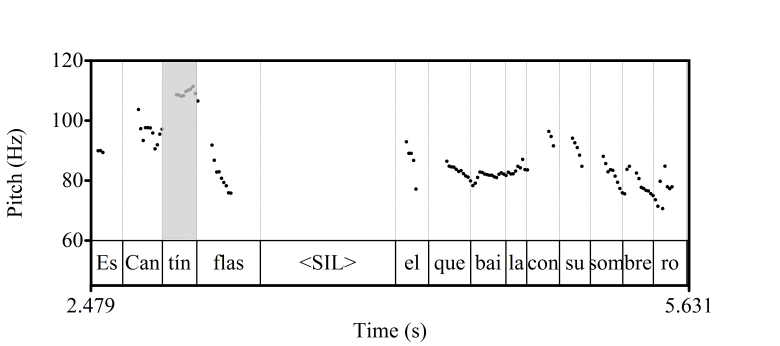 120
100
80
60
Pitch (Hz)
Es Can tín flas <SIL> el que bai la con su som bre ro
2.479 5.631
Time (s)